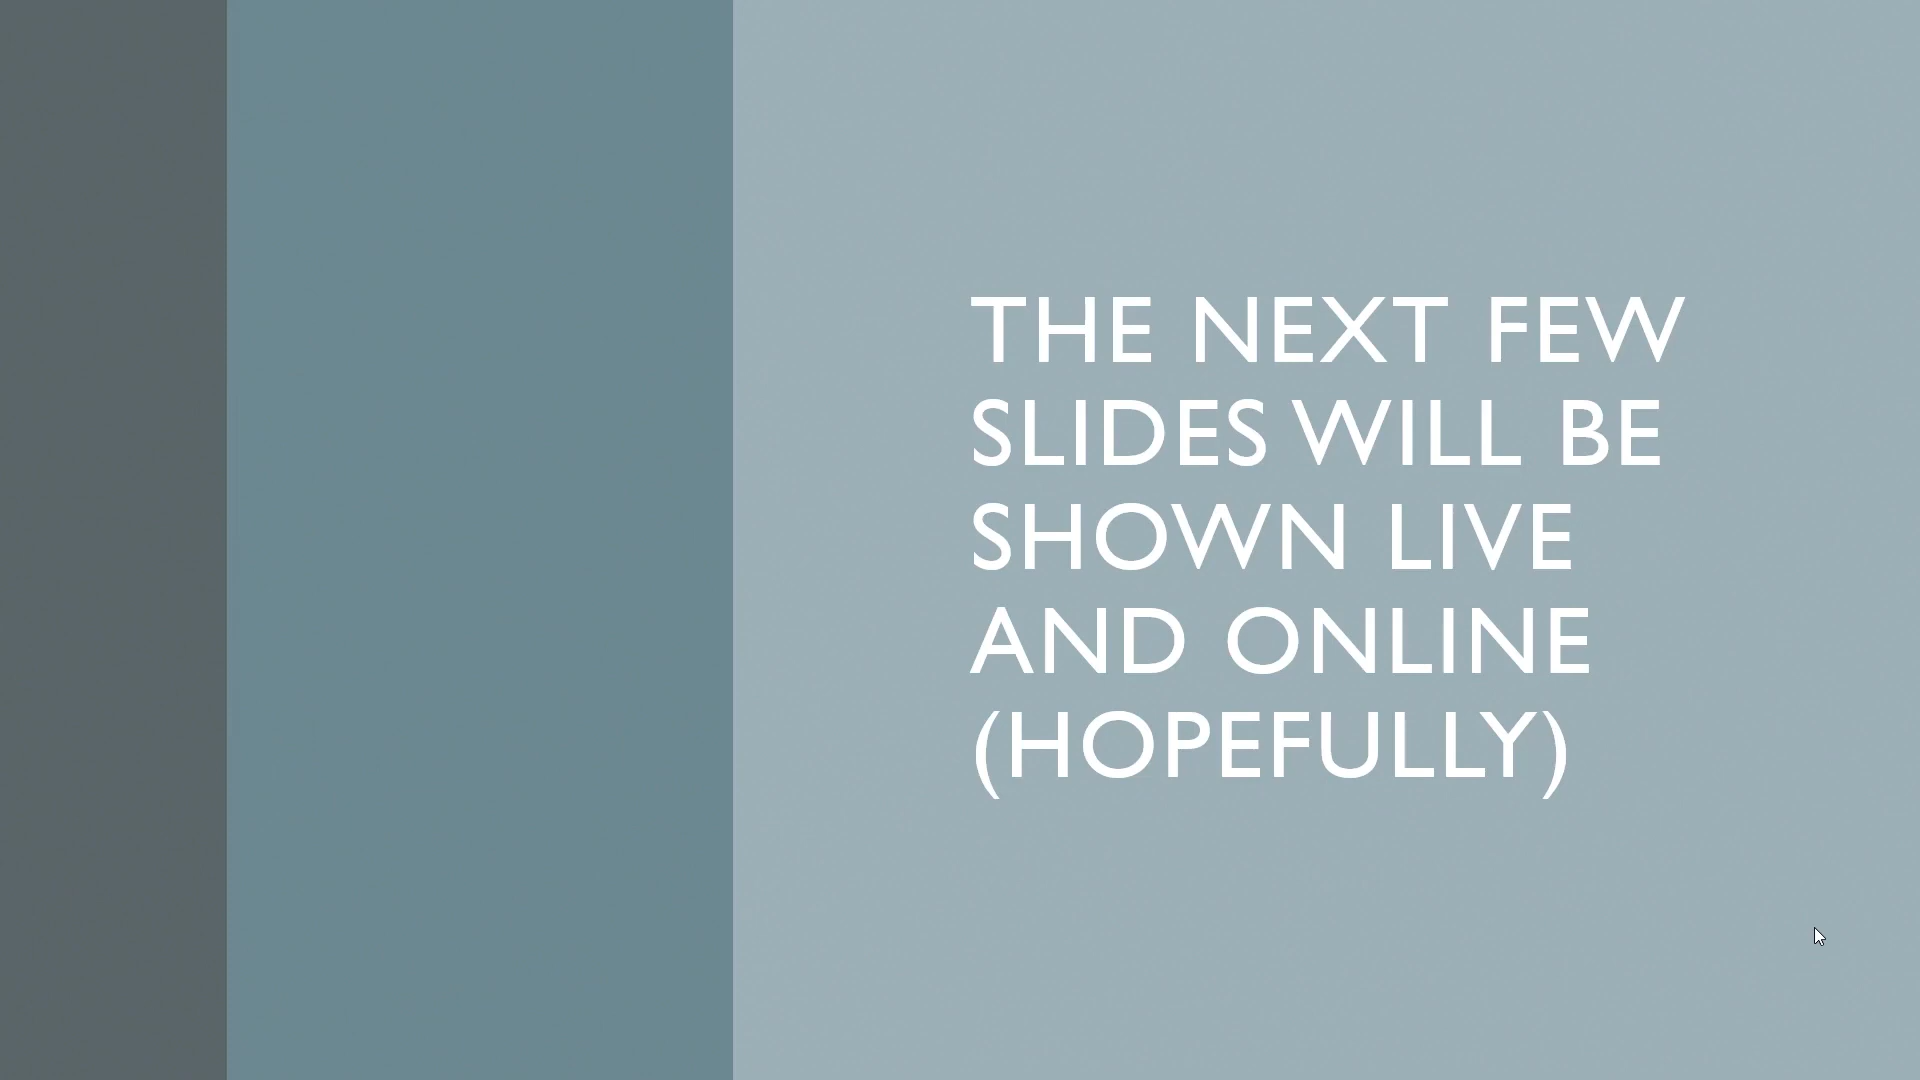 THE NEXT FEW
SLIDES WILL BE
SHOWN LIVE
AND ONLINE
(HOPEFULLY)